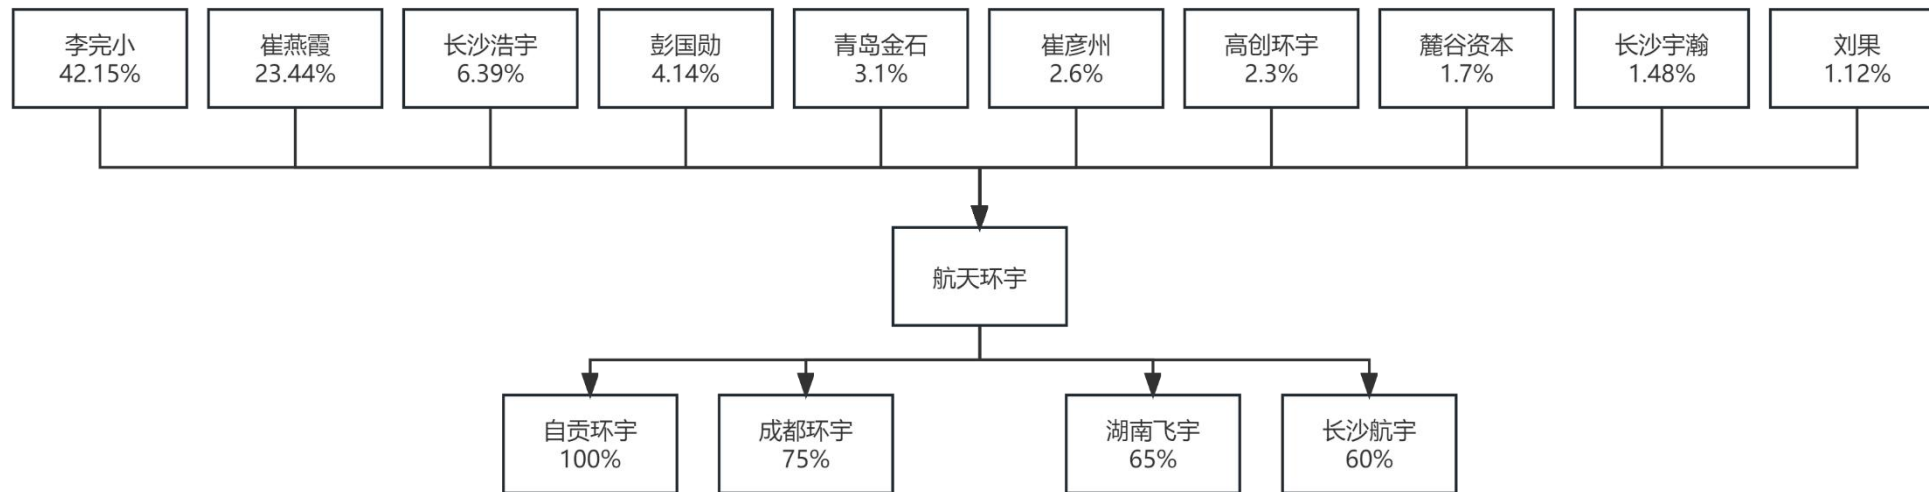 李完小
42.15%
崔燕霞
23.44%
长沙浩宇
6.39%
彭国勋
4.14%
青岛金石
3.1%
崔彦州
2.6%
高创环宇
2.3%
麓谷资本
1.7%
长沙宇瀚
1.48%
刘果
1.12%
航天环宇
自贡环宇
100%
成都环宇
75%
湖南飞宇
65%
长沙航宇
60%